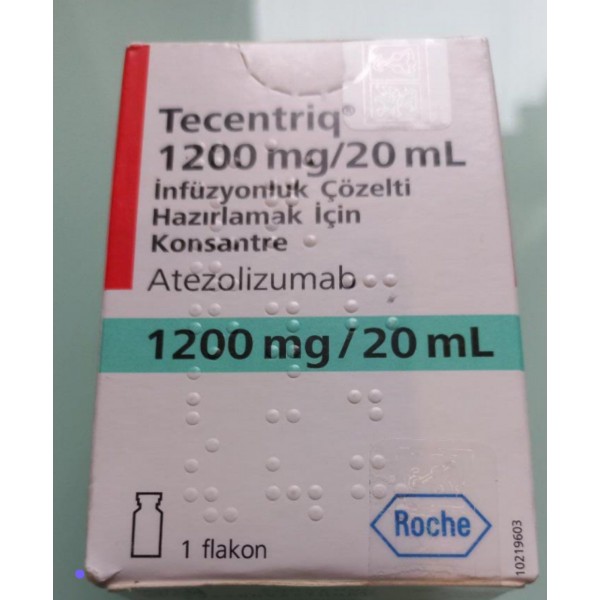 Tecentriq®
1200 mg/20 mL
İnfüzyonluk Çözelti
Hazırlamak İçin
Konsantre
Atezolizumab
1200 mg / 20 mL
1 flakon
Roche
10219603